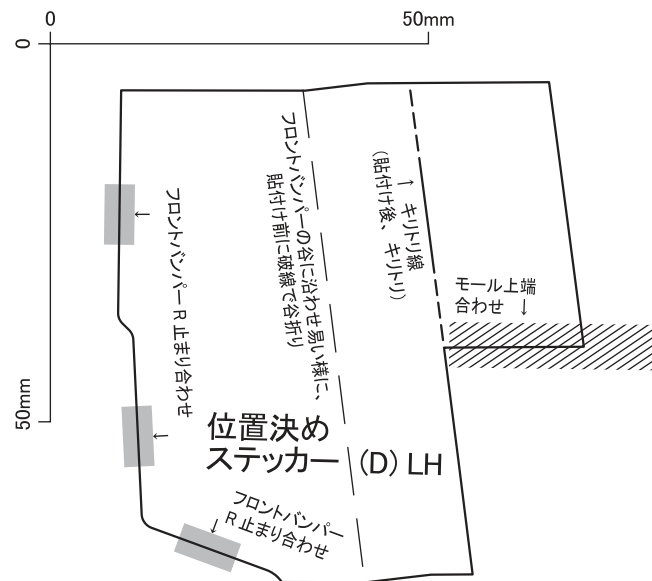 0
50mm
0
50mm
フロントバンパーの谷に沿わせ易い様に、
貼付け前に破線で谷折り
↑ キリトリ線
(貼付け後、キリトリ)
フロントバンパー R 止まり合わせ
←
モール上端
合わせ ↓
←
位置決め
ステッカー (D) LH
フロントバンパー
↓ R 止まり合わせ